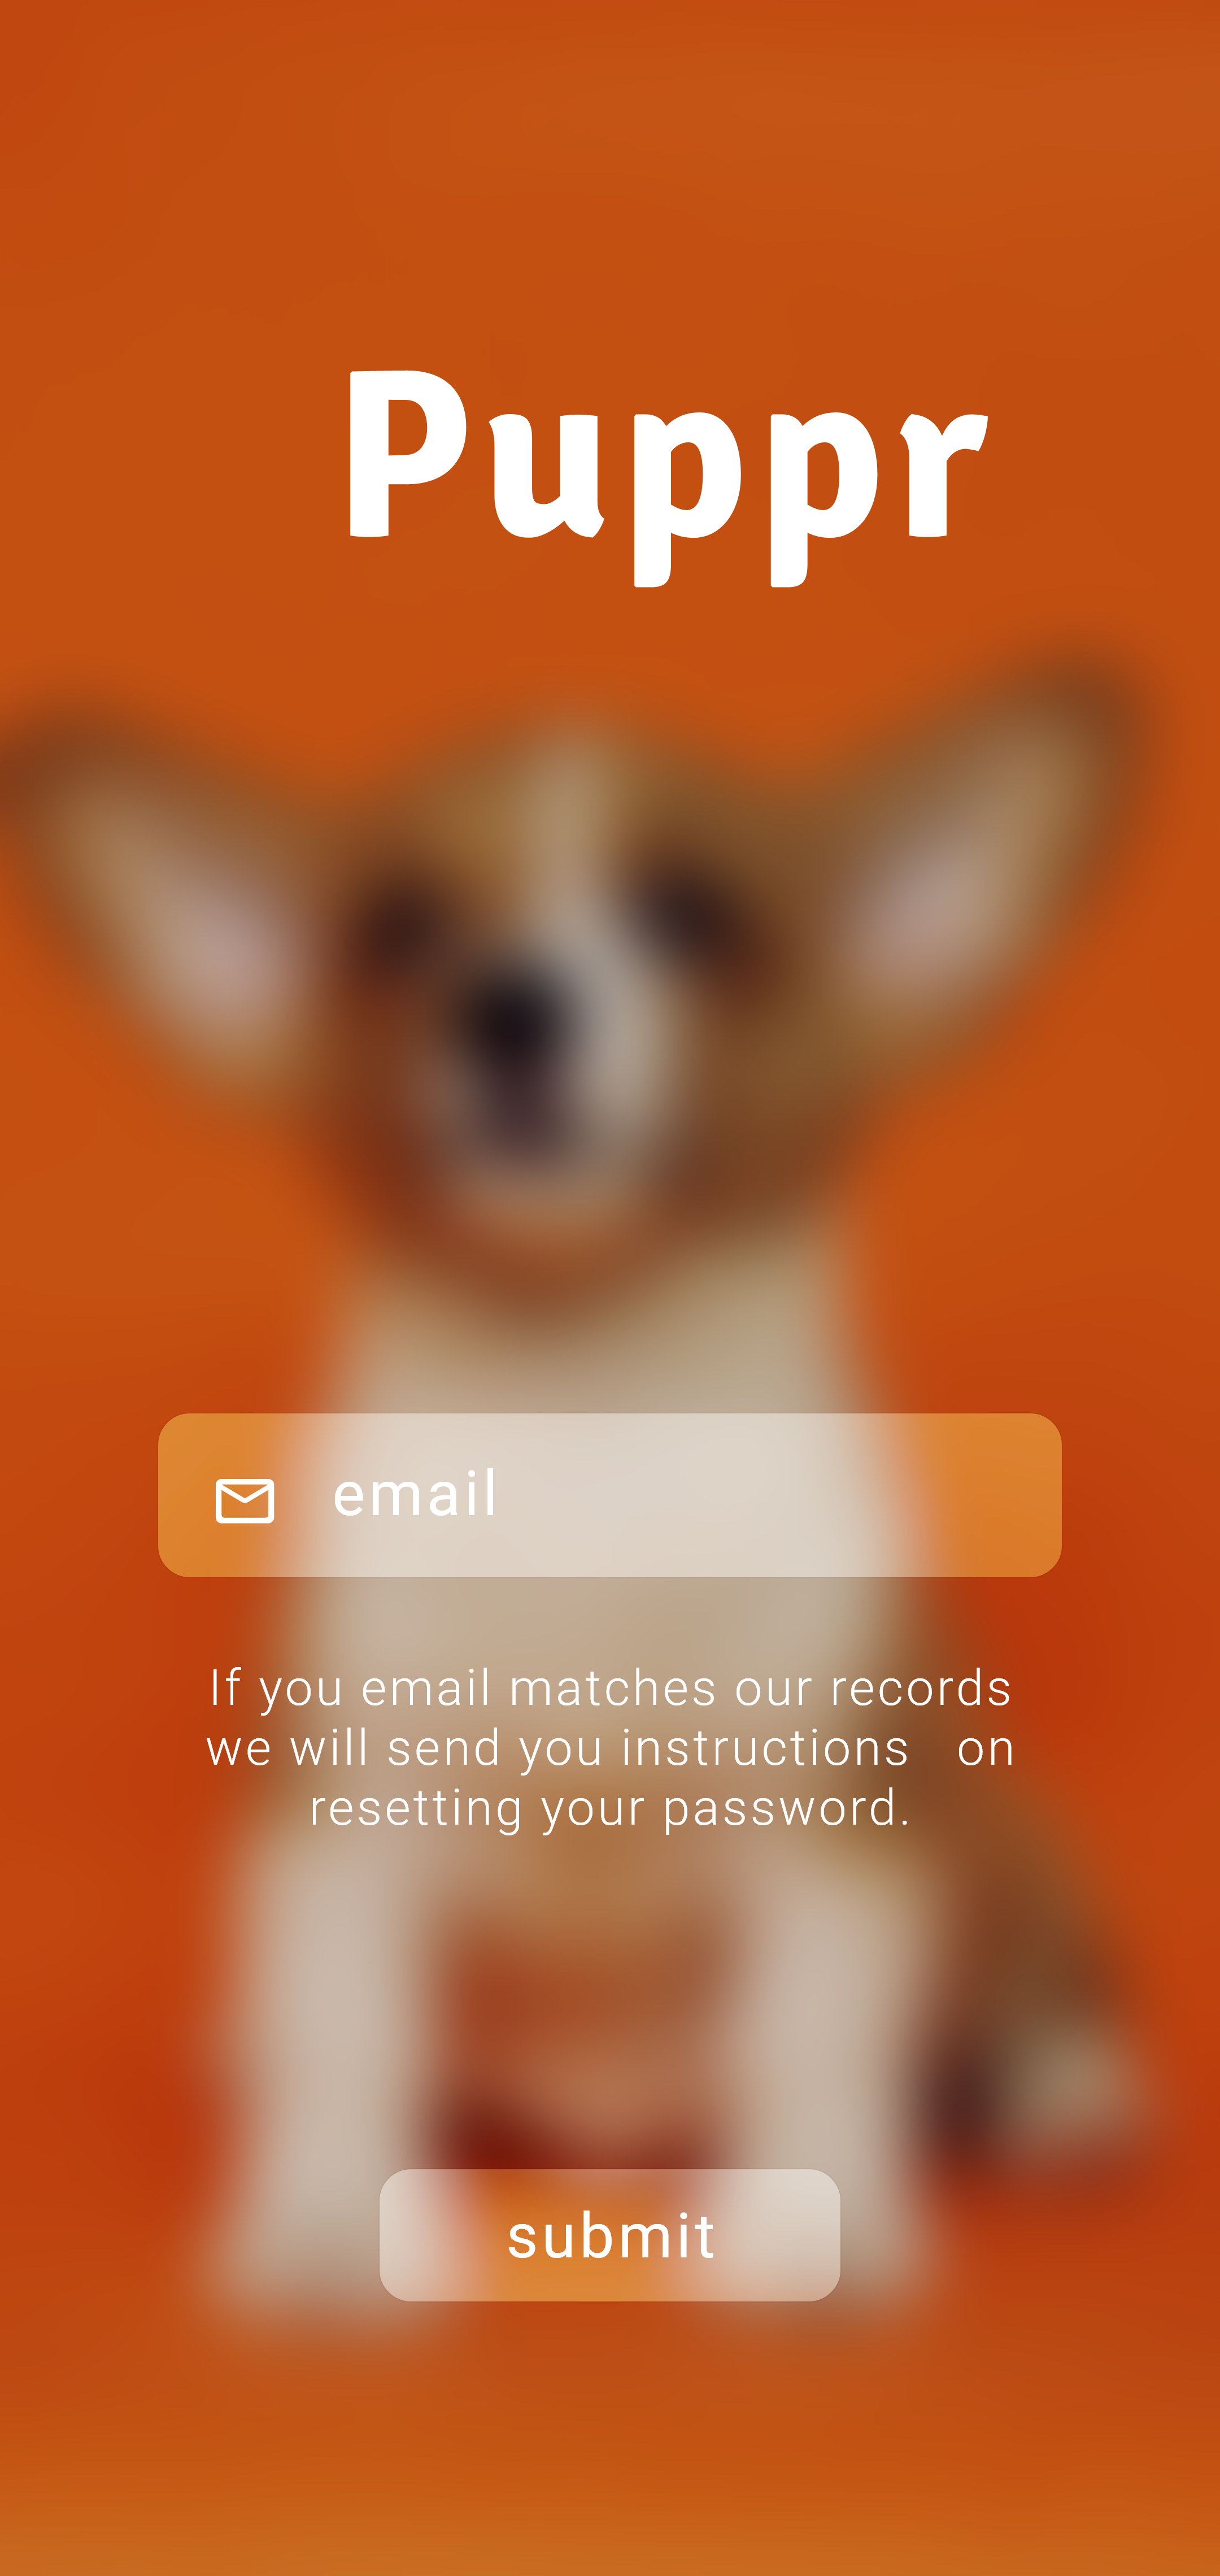 Puppr
email
If you email matches our records
we will send you instructions on
resetting your password.
submit